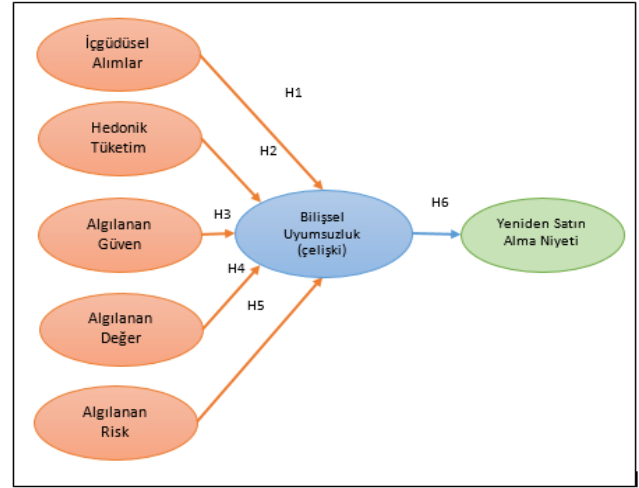 İçgüdüsel
Alımlar
H1
Hedonik
Tüketim
H2
Algılanan
Güven
H3
Bilişsel
Uyumsuzluk
(çelişki)
H6
Yeniden Satın
Alma Niyeti
Algılanan
Değer
H4
H5
Algılanan
Risk